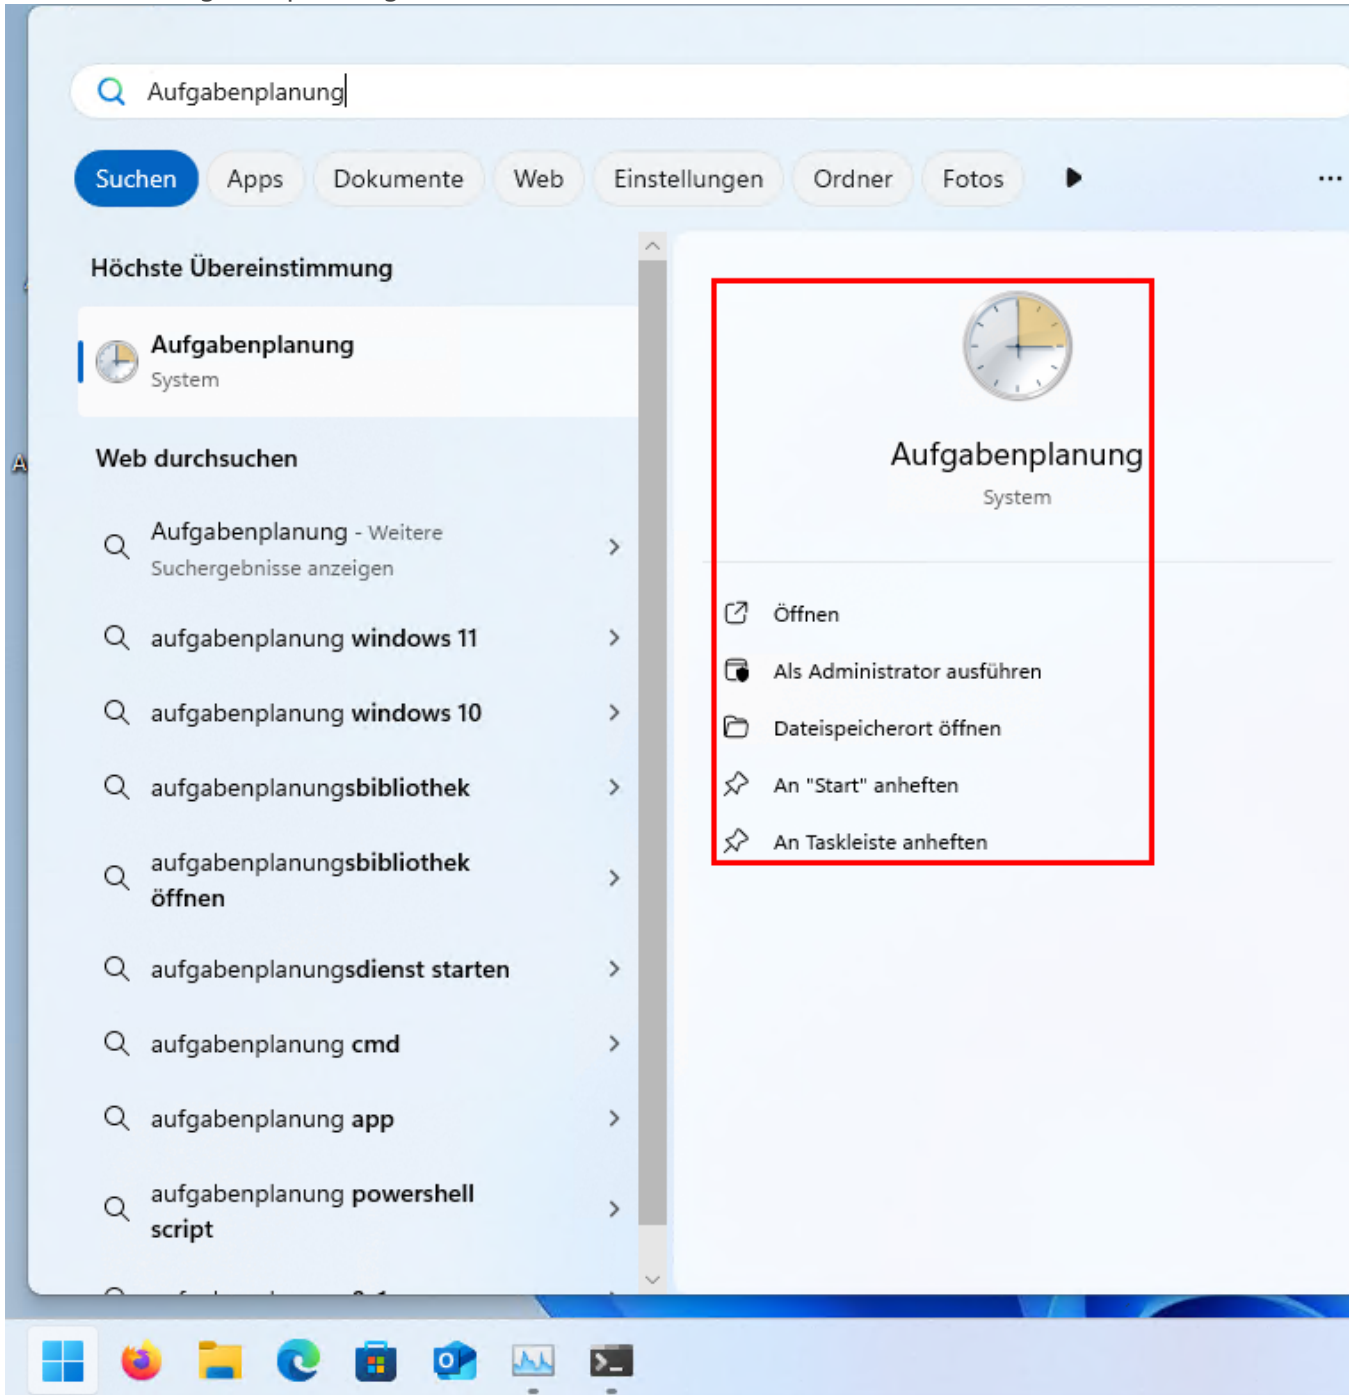 Aufgabenplanung
Suchen Apps Dokumente Web Einstellungen Ordner Fotos
Höchste Übereinstimmung
Aufgabenplanung
System
Web durchsuchen
Aufgabenplanung - Weitere
Suchergebnisse anzeigen
aufgabenplanung windows 11
aufgabenplanung windows 10
aufgabenplanungsbibliothek
aufgabenplanungsbibliothek
öffnen
aufgabenplanungsdienst starten
aufgabenplanung cmd
aufgabenplanung app
aufgabenplanung powershell
script
Aufgabenplanung
System
Öffnen
Als Administrator ausführen
Dateispeicherort öffnen
An "Start" anheften
An Taskleiste anheften